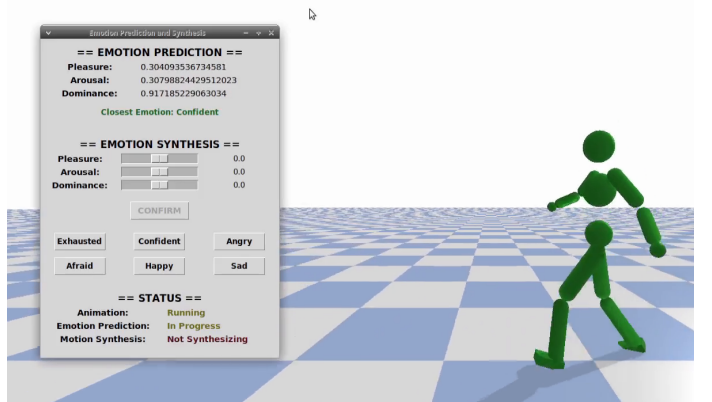 Emotion Prediction and Synthesis
== EMOTION PREDICTION ==
Pleasure: 0.304093536734581
Arousal: 0.30798824429512023
Dominance: 0.917185229063034
Closest Emotion: Confident
== EMOTION SYNTHESIS ==
Pleasure: 0.0
Arousal: 0.0
Dominance: 0.0
CONFIRM
Exhausted Confident Angry
Afraid Happy Sad
== STATUS ==
Animation: Running
Emotion Prediction: In Progress
Motion Synthesis: Not Synthesizing